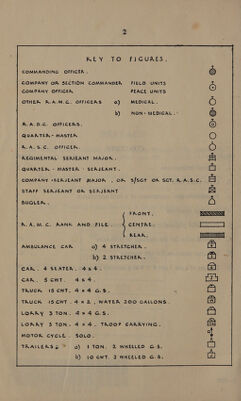 2
KEY TO FIGURES.
COMMANDING OFFICER.
COMPANY OR SECTION COMMANDER FIELD UNITS
COMPANY OFFICER PEACE UNITS
OTHER R.A.M.C. OFFICERS a) MEDICAL.
b) NON-MEDICAL.
R.A.D.C. OFFICERS.
QUARTER-MASTER
R.A.S.C. OFFICER.
REGIMENTAL SERJEANT MAJOR.
QUARTER-MASTER SERJEANT.
COMPANY-SERJEANT MAJOR, OR S/SGT OR SGT. R.A.S.C.
STAFF SERJEANT OR SERJEANT
BUGLER.
FRONT.
R.A.M.C. RANK AND FILE CENTRE.
REAR.
AMBULANCE CAR a) 4 STRETCHER.
b) 2 STRETCHER.
CAR. 4 SEATER. 4×4.
CAR. 5 CWT. 4×4.
TRUCK 15 CWT. 4×4 G.S.
TRUCK 15 CWT. 4×2, WATER 200 GALLONS.
LORRY 3 TON. 4×4 G.S.
LORRY 3 TON. 4×4. TROOP CARRYING.
MOTOR CYCLE. SOLO.
TRAILERS a) 1 TON. 2 WHEELED G.S.
b) 10 CWT. 2 WHEELED G.S.